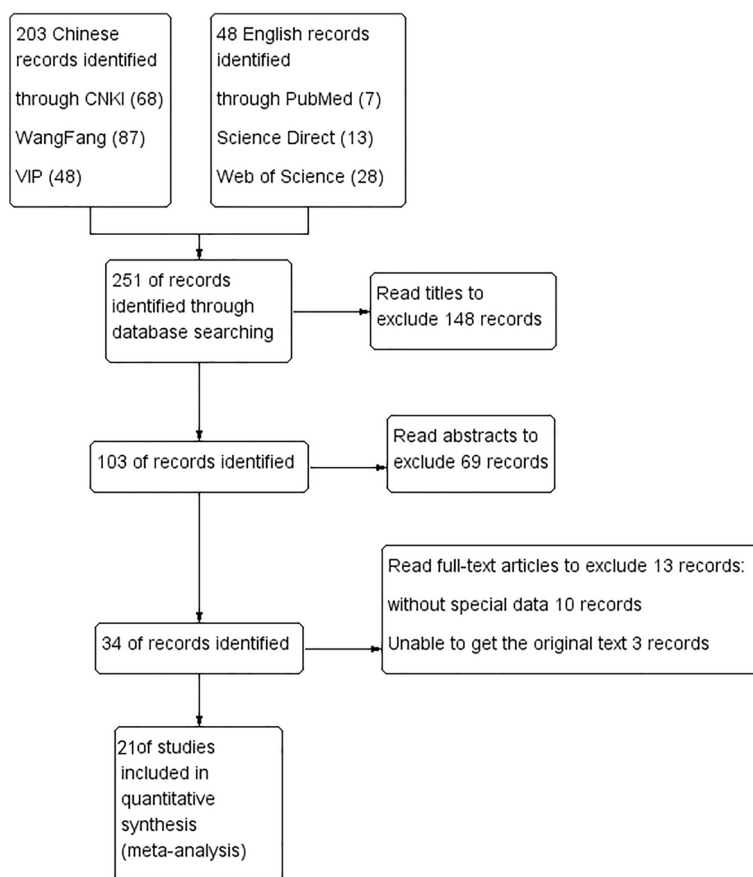 203 Chinese
records identified
through CNKI (68)
WangFang (87)
VIP (48)
48 English records
identified
through PubMed (7)
Science Direct (13)
Web of Science (28)
251 of records
identified through
database searching
Read titles to
exclude 148 records
103 of records identified
Read abstracts to
exclude 69 records
34 of records identified
Read full-text articles to exclude 13 records:
without special data 10 records
Unable to get the original text 3 records
21of studies
included in
quantitative
synthesis
(meta-analysis)